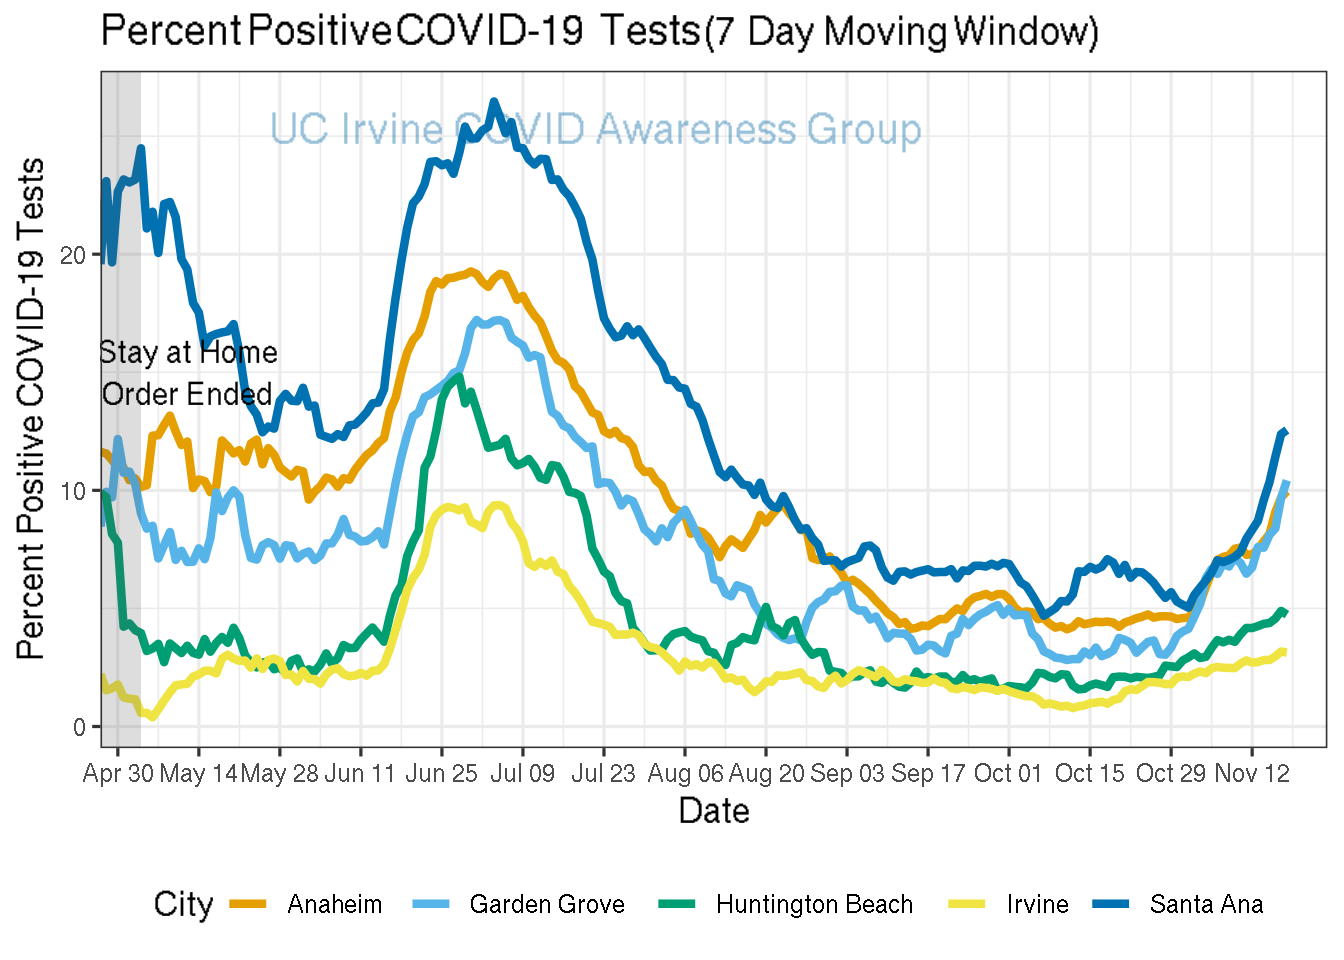 Percent Positive COVID-19 Tests (7 Day Moving Window)
UC Irvine COVID Awareness Group
Percent Positive COVID-19 Tests
20
10
0
Stay at Home
Order Ended
Apr 30 May 14 May 28 Jun 11 Jun 25 Jul 09 Jul 23 Aug 06 Aug 20 Sep 03 Sep 17 Oct 01 Oct 15 Oct 29 Nov 12
Date
City Anaheim Garden Grove Huntington Beach Irvine Santa Ana